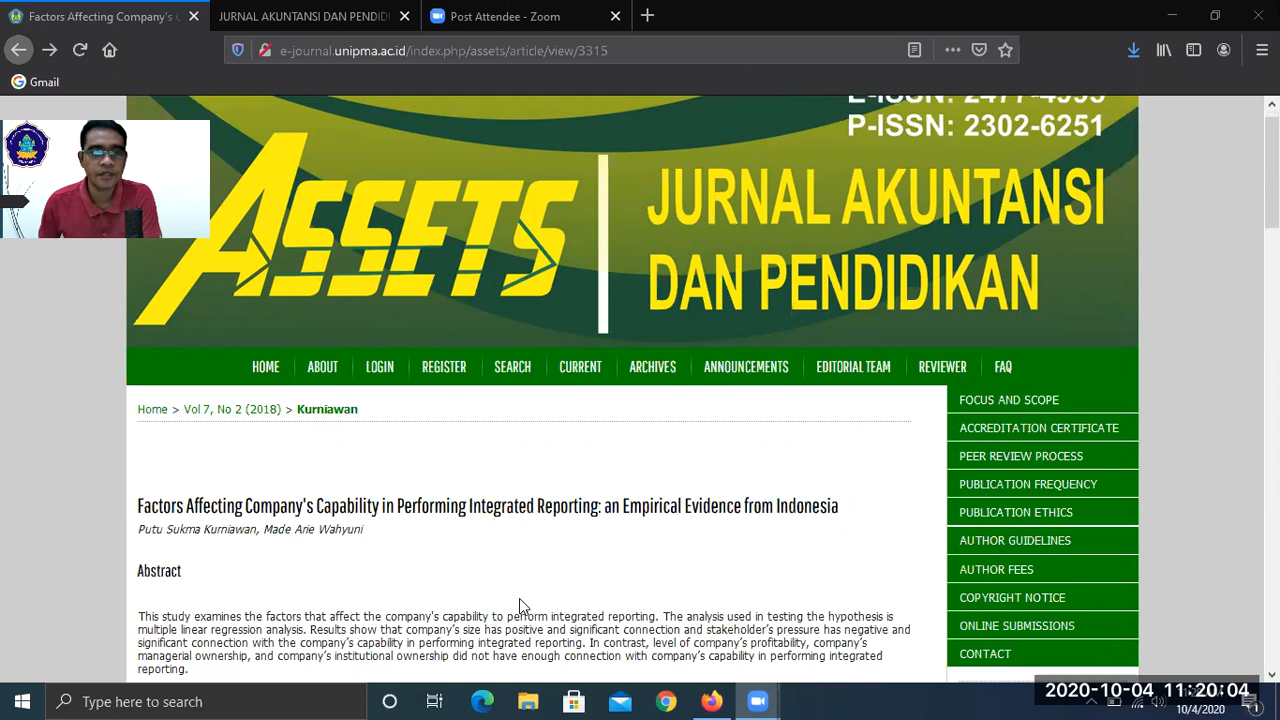 Factors Affecting Company's
JURNAL AKUNTANSI DAN PENDID
Post Attendee - Zoom
e-journal.unipma.ac.id/index.php/assets/article/view/3315
Gmail
E-ISSN: 2477-4995
P-ISSN: 2302-6251
ASSETS
JURNAL AKUNTANSI
DAN PENDIDIKAN
HOME ABOUT LOGIN REGISTER SEARCH CURRENT ARCHIVES ANNOUNCEMENTS EDITORIAL TEAM REVIEWER FAQ
Home > Vol 7, No 2 (2018) > Kurniawan
Factors Affecting Company's Capability in Performing Integrated Reporting: an Empirical Evidence from Indonesia
Putu Sukma Kurniawan, Made Arie Wahyuni
Abstract
This study examines the factors that affect the company's capability to perform integrated reporting. The analysis used in testing the hypothesis is
multiple linear regression analysis. Results show that company's size has positive and significant connection and stakeholder's pressure has negative and
significant connection with the company's capability in performing integrated reporting. In contrast, level of company's profitability, company's
managerial ownership, and company's institutional ownership did not have enough connection with company's capability in performing integrated
reporting.
FOCUS AND SCOPE
ACCREDITATION CERTIFICATE
PEER REVIEW PROCESS
PUBLICATION FREQUENCY
PUBLICATION ETHICS
AUTHOR GUIDELINES
AUTHOR FEES
COPYRIGHT NOTICE
ONLINE SUBMISSIONS
CONTACT
Type here to search
2020-10-04 11:20:04
10/4/2020